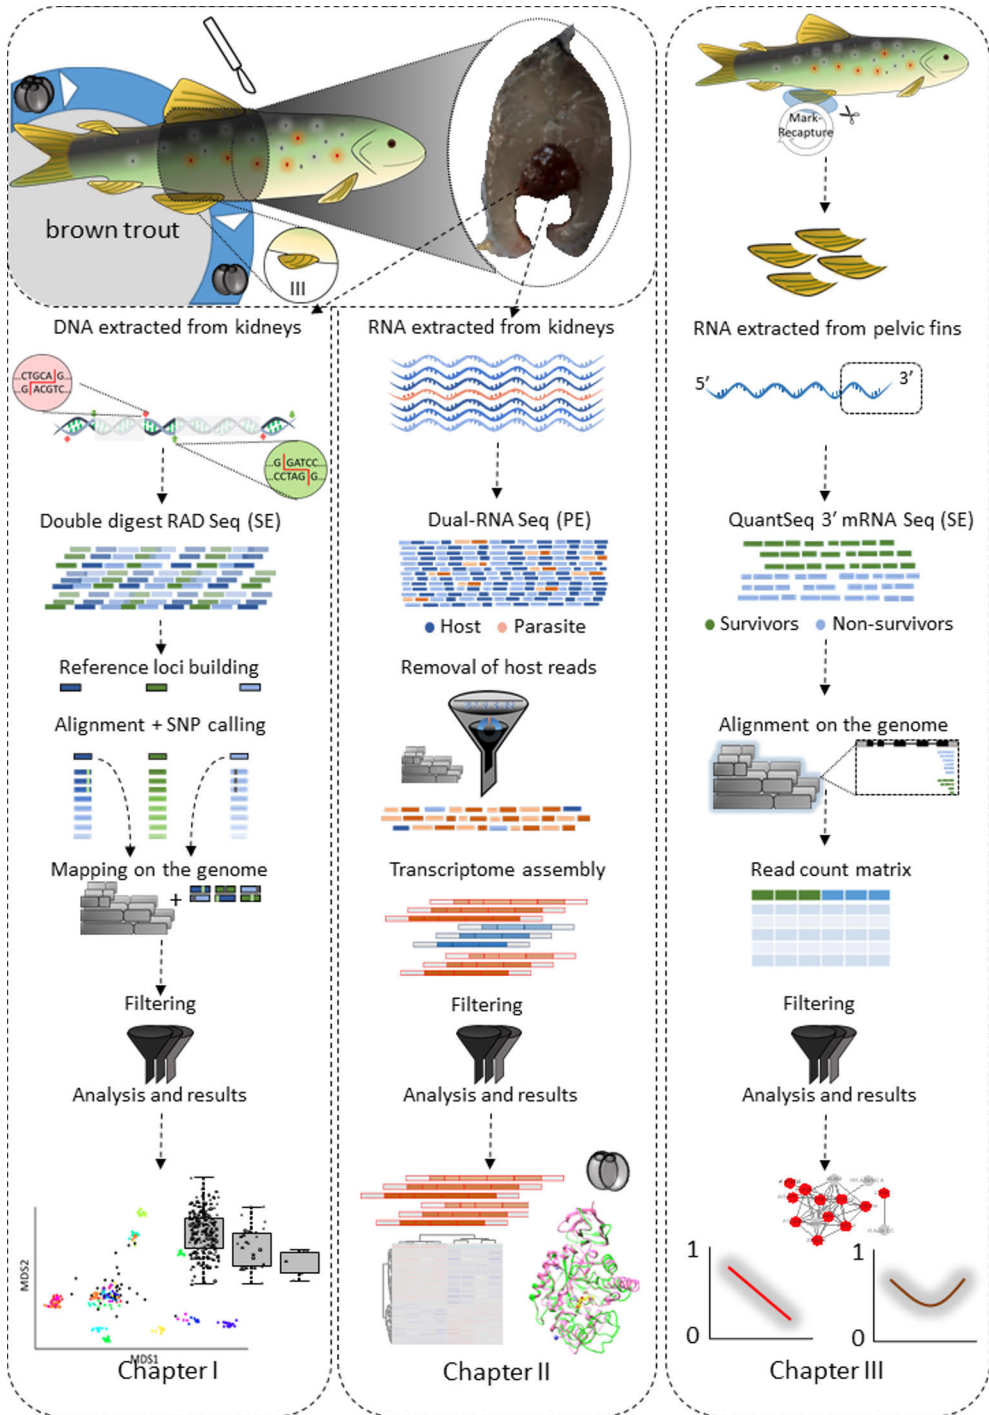 brown trout
III
Mark-
Recapture
DNA extracted from kidneys
...CTGCA G...
...G ACGTC...
...G GATCC...
...CCTAG G...
Double digest RAD Seq (SE)
Reference loci building
Alignment + SNP calling
Mapping on the genome
+
Filtering
Analysis and results
MDS2
MDS1
Chapter I
RNA extracted from kidneys
Dual-RNA Seq (PE)
Host
Parasite
Removal of host reads
Transcriptome assembly
Filtering
Analysis and results
Chapter II
RNA extracted from pelvic fins
5’
3’
QuantSeq 3’ mRNA Seq (SE)
Survivors
Non-survivors
Alignment on the genome
Read count matrix
Filtering
Analysis and results
1
0
1
0
Chapter III